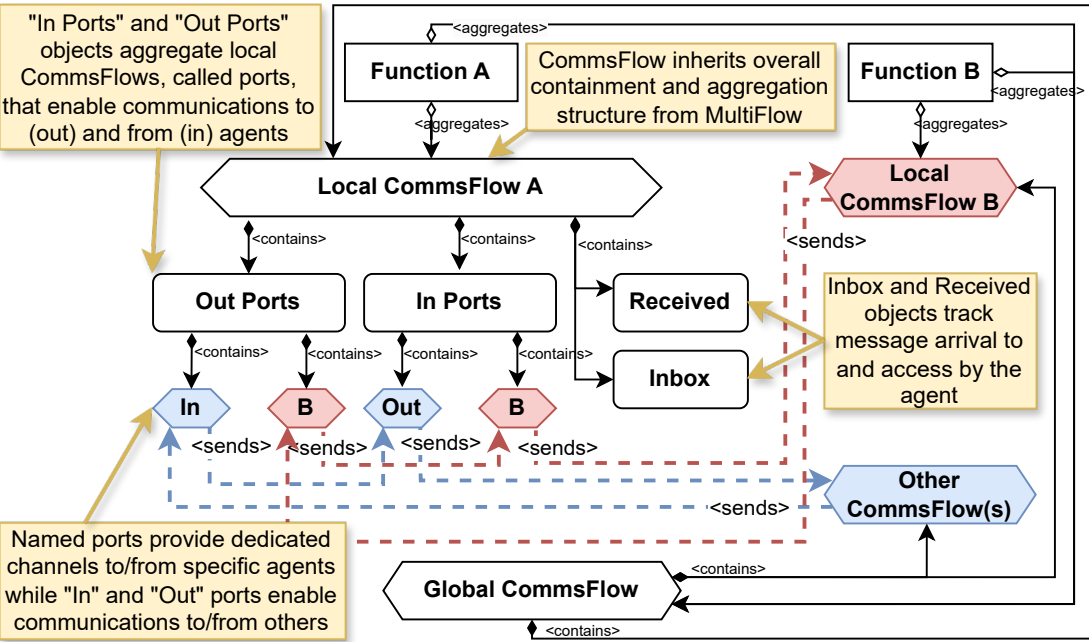 "In Ports" and "Out Ports"
objects aggregate local
CommsFlows, called ports,
that enable communications to
(out) and from (in) agents
<aggregates>
Function A
CommsFlow inherits overall
containment and aggregation
structure from MultiFlow
Function B
<aggregates>
<aggregates>
<aggregates>
Local CommsFlow A
Local
CommsFlow B
<contains>
<contains>
<contains>
<sends>
Out Ports
In Ports
Received
Inbox and Received
objects track
message arrival to
and access by the
agent
<contains>
<contains>
<contains>
<contains>
Inbox
In
B
Out
B
<sends>
<sends>
<sends>
<sends>
Other
CommsFlow(s)
<sends>
Named ports provide dedicated
channels to/from specific agents
while "In" and "Out" ports enable
communications to/from others
Global CommsFlow
<contains>
<contains>